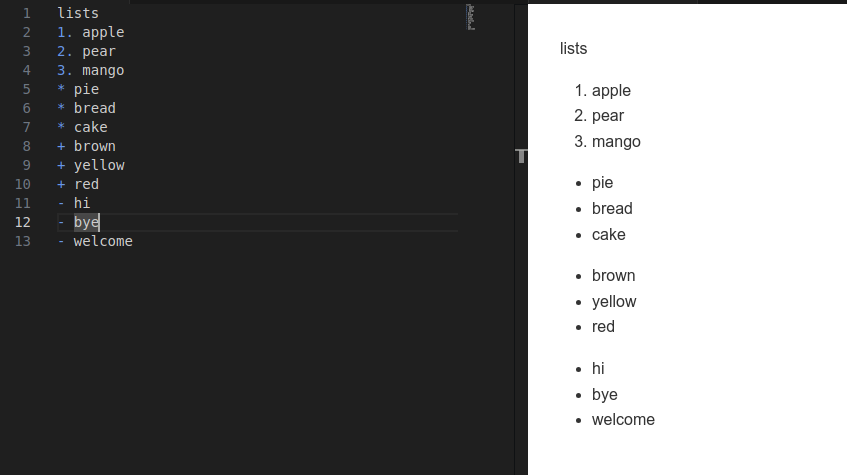 1 lists
2 1. apple
3 2. pear
4 3. mango
5 * pie
6 * bread
7 * cake
8 + brown
9 + yellow
10 + red
11 - hi
12 - bye
13 - welcome
lists
1. apple
2. pear
3. mango
• pie
• bread
• cake
• brown
• yellow
• red
• hi
• bye
• welcome